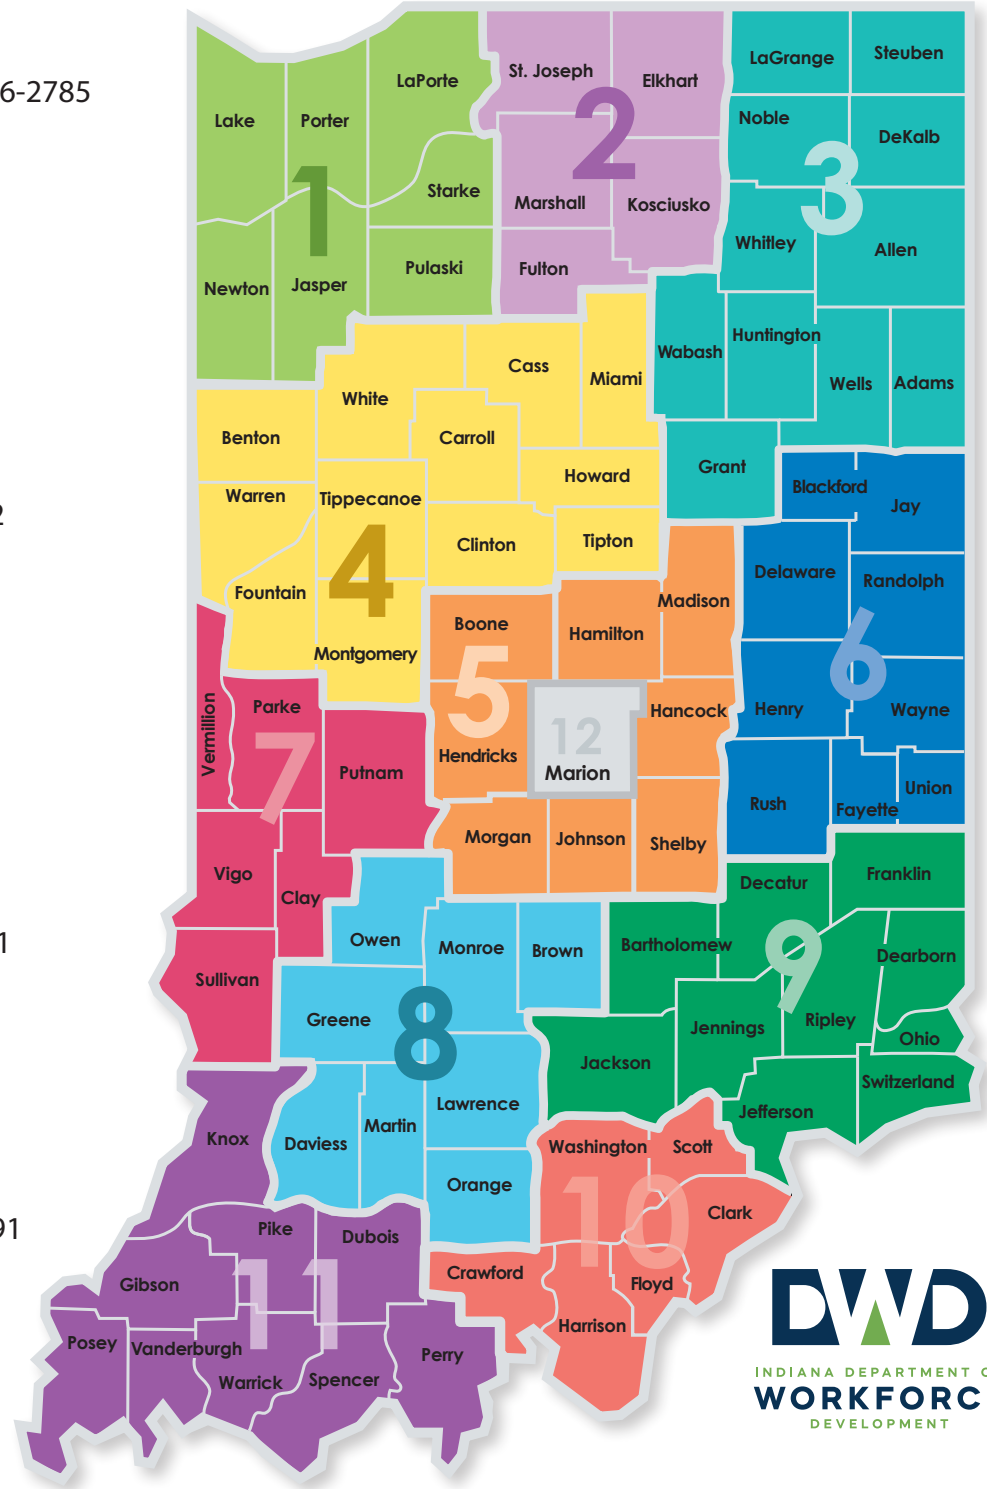 6-2785
2
1
91
LaGrange
Steuben
St. Joseph
Elkhart
LaPorte
Lake
Porter
Noble
DeKalb
2
3
1
Starke
Marshall
Kosciusko
Whitley
Allen
Newton
Jasper
Pulaski
Fulton
Wabash
Huntington
Cass
Miami
Wells
Adams
White
Benton
Carroll
Grant
Howard
Blackford
Warren
Tippecanoe
Jay
Clinton
Tipton
4
Delaware
Randolph
Fountain
Madison
Boone
Hamilton
Montgomery
5
6
Vermillion
Parke
Hancock
Henry
Wayne
7
12
Hendricks
Putnam
Marion
Union
Rush
Fayette
Morgan
Johnson
Shelby
Vigo
Clay
Decatur
Franklin
Owen
Monroe
Brown
Bartholomew
9
Dearborn
Sullivan
Greene
8
Jennings
Ripley
Ohio
Jackson
Switzerland
Lawrence
Jefferson
Martin
Knox
Daviess
Washington
Scott
Orange
10
Clark
Pike
Dubois
Crawford
Floyd
Gibson
11
Harrison
Posey
Vanderburgh
Perry
Warrick
Spencer
DWD
INDIANA DEPARTMENT O
WORKFORC
DEVELOPMENT